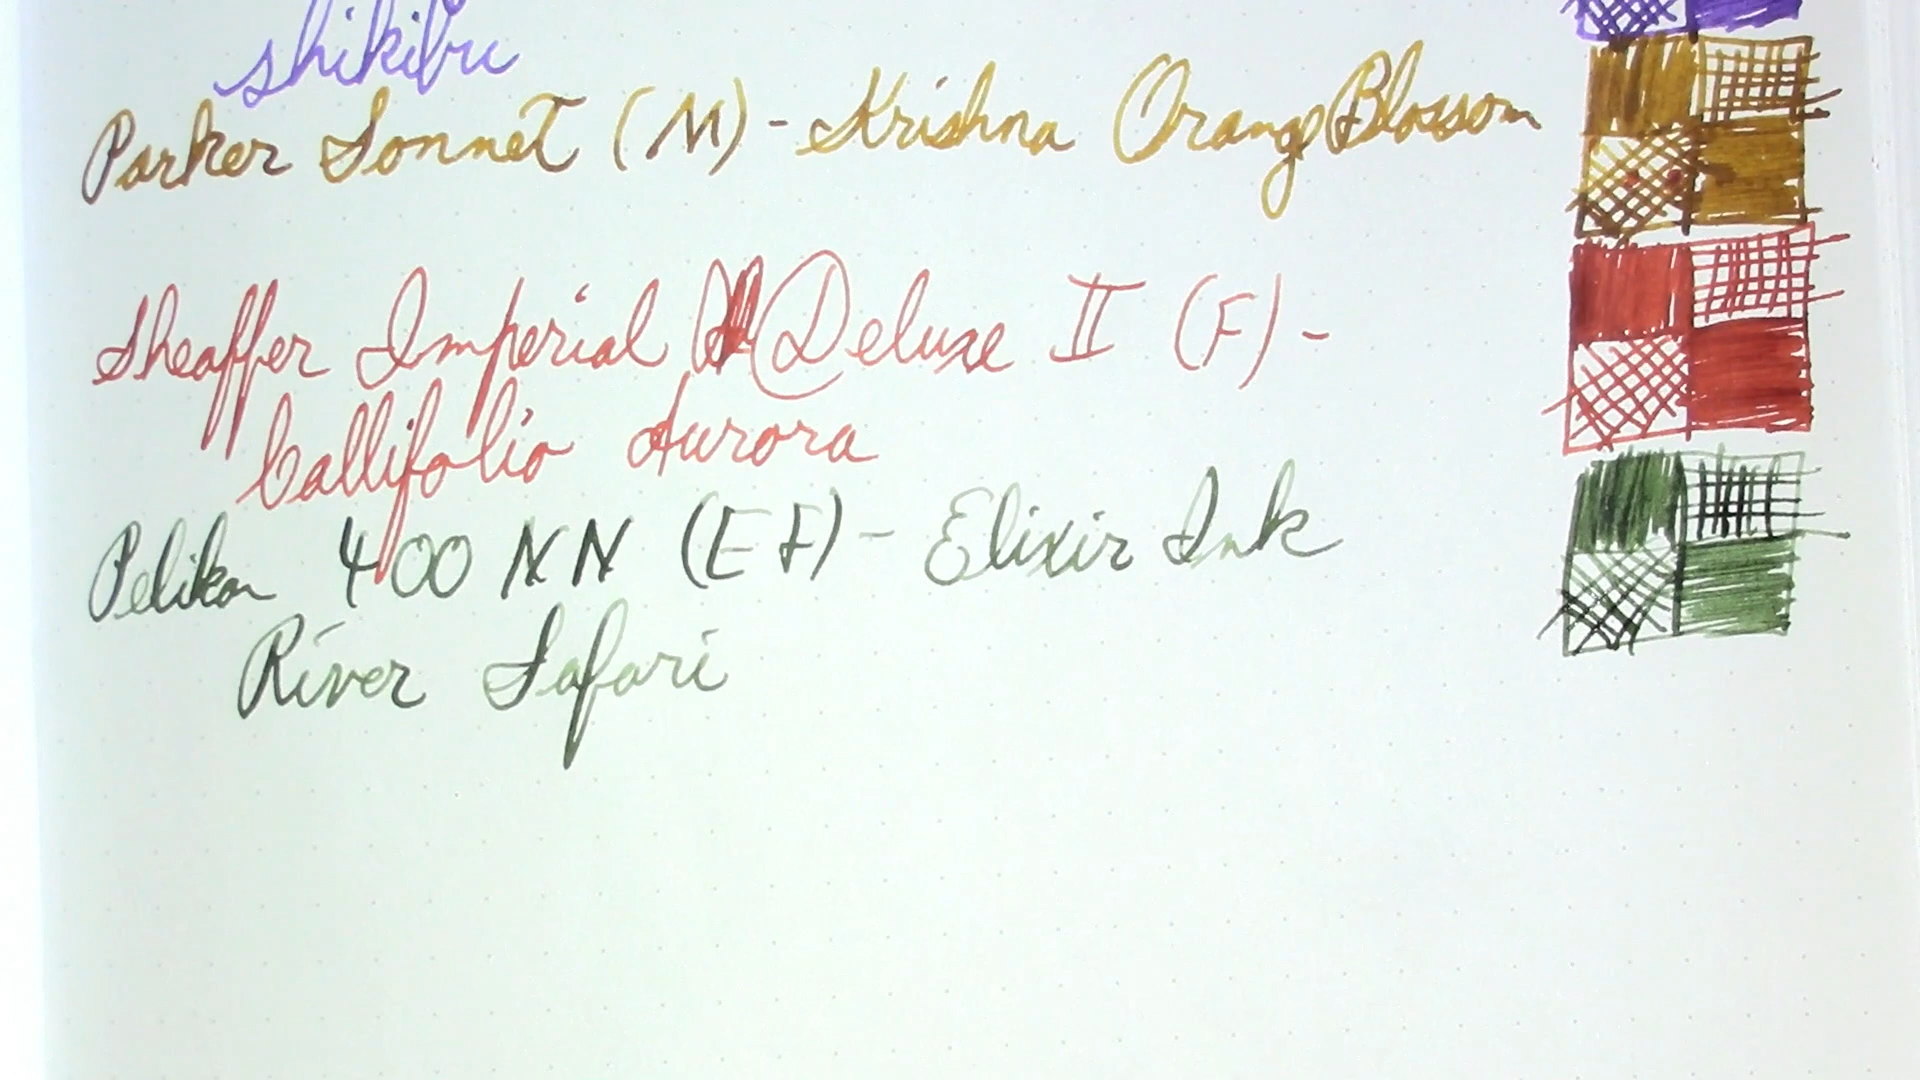 shikibu
Parker Sonnet (M) - Krishna Orange Blossom
Sheaffer Imperial Deluxe II (F) -
Callifolio Aurora
Pelikan 400 NN (EF) - Elixir Ink
River Safari